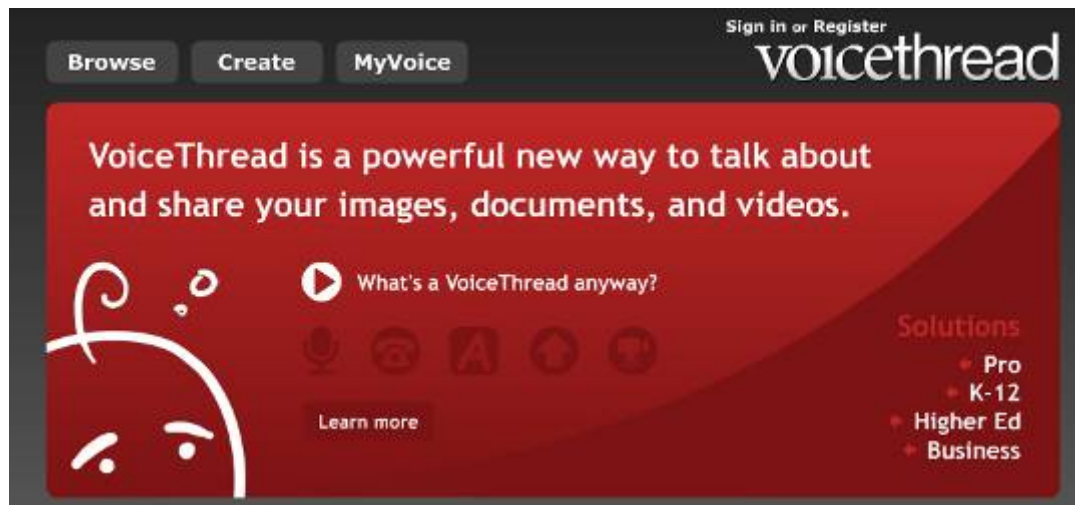 Sign in or Register
Browse Create MyVoice
voicethread
VoiceThread is a powerful new way to talk about
and share your images, documents, and videos.
What's a VoiceThread anyway?
A
Learn more
Solutions
Pro
K-12
Higher Ed
Business